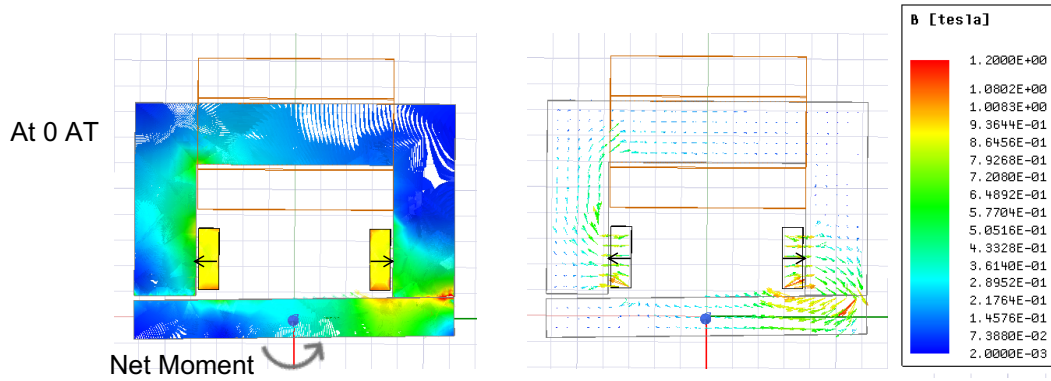 At 0 AT
Net Moment
B [tesla]
1.2000E+00
1.0802E+00
1.0083E+00
9.3644E-01
8.6456E-01
7.9268E-01
7.2080E-01
6.4892E-01
5.7704E-01
5.0516E-01
4.3328E-01
3.6140E-01
2.8952E-01
2.1764E-01
1.4576E-01
7.3880E-02
2.0000E-03